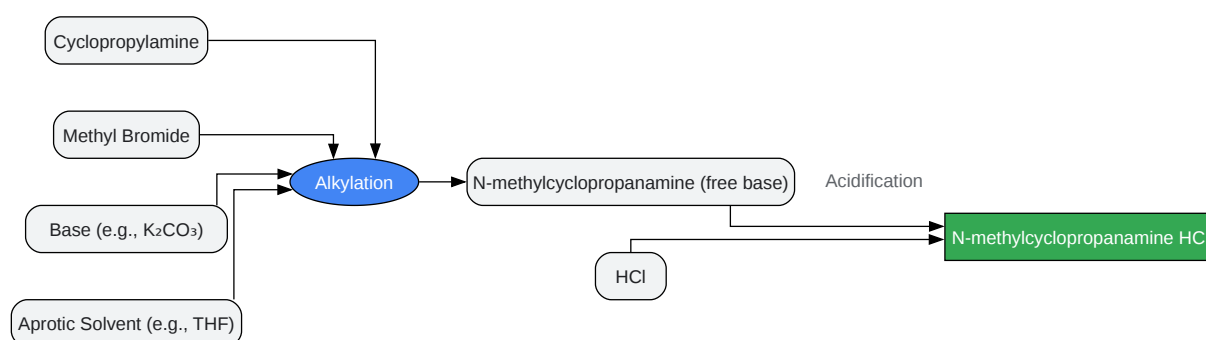 Cyclopropylamine
Methyl Bromide
Alkylation
N-methylcyclopropanamine (free base)
Acidification
Base (e.g., K₂CO₃)
N-methylcyclopropanamine HC
HCl
Aprotic Solvent (e.g., THF)